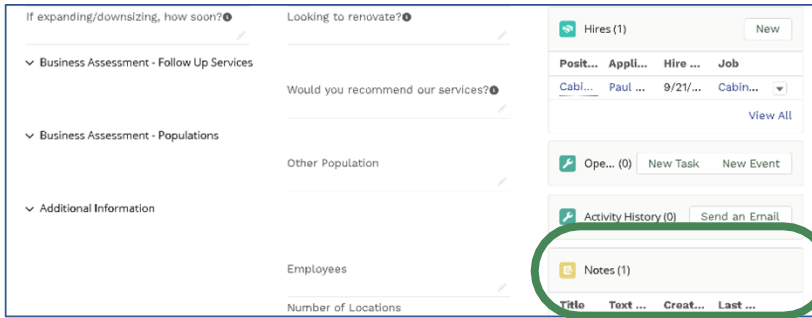 If expanding/downsizing, how soon?
Looking to renovate?
Business Assessment - Follow Up Services
Would you recommend our services?
Business Assessment - Populations
Other Population
Additional Information
Employees
Number of Locations
Hires (1)
New
Posit... Appli... Hire ... Job
Cabi... Paul ... 9/21/... Cabin...
View All
Ope... (0) New Task New Event
Activity History (0) Send an Email
Notes (1)
Title Text ... Creat... Last ...